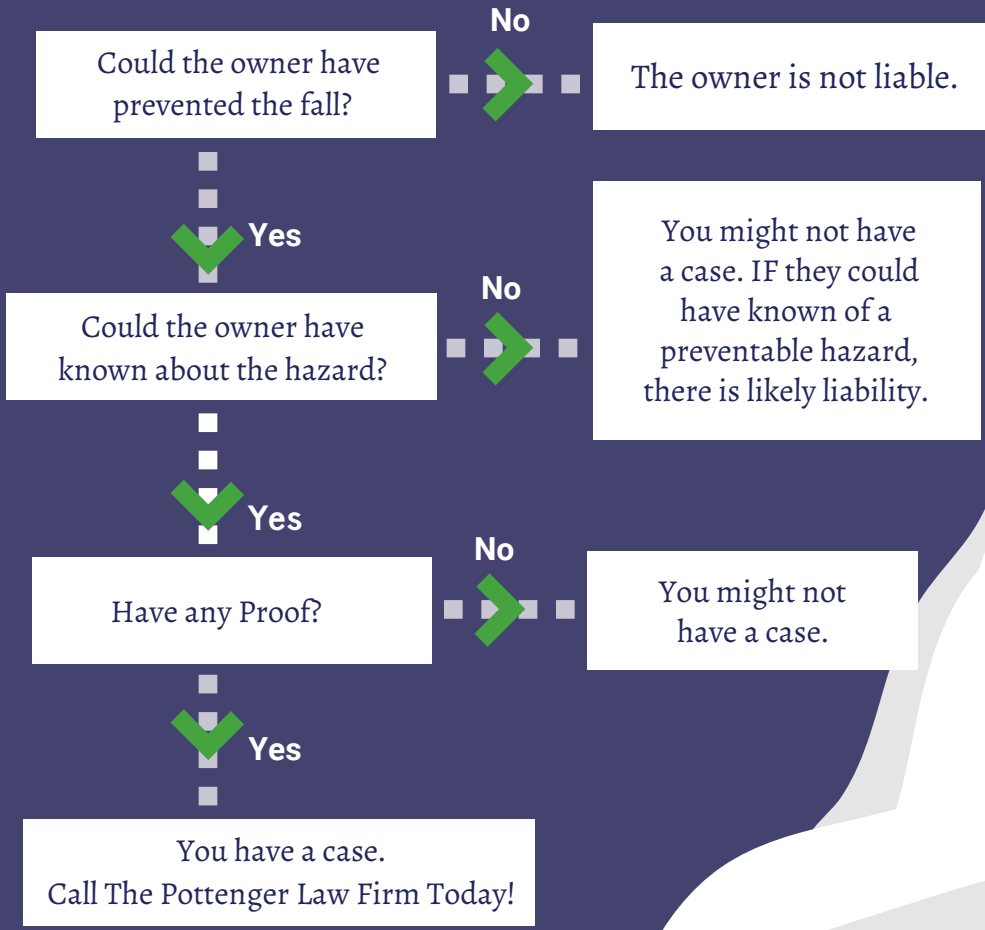 No
Could the owner have
prevented the fall?
The owner is not liable.
Yes
No
Could the owner have
known about the hazard?
You might not have
a case. IF they could
have known of a
preventable hazard,
there is likely liability.
Yes
No
Have any Proof?
You might not
have a case.
Yes
You have a case.
Call The Pottenger Law Firm Today!